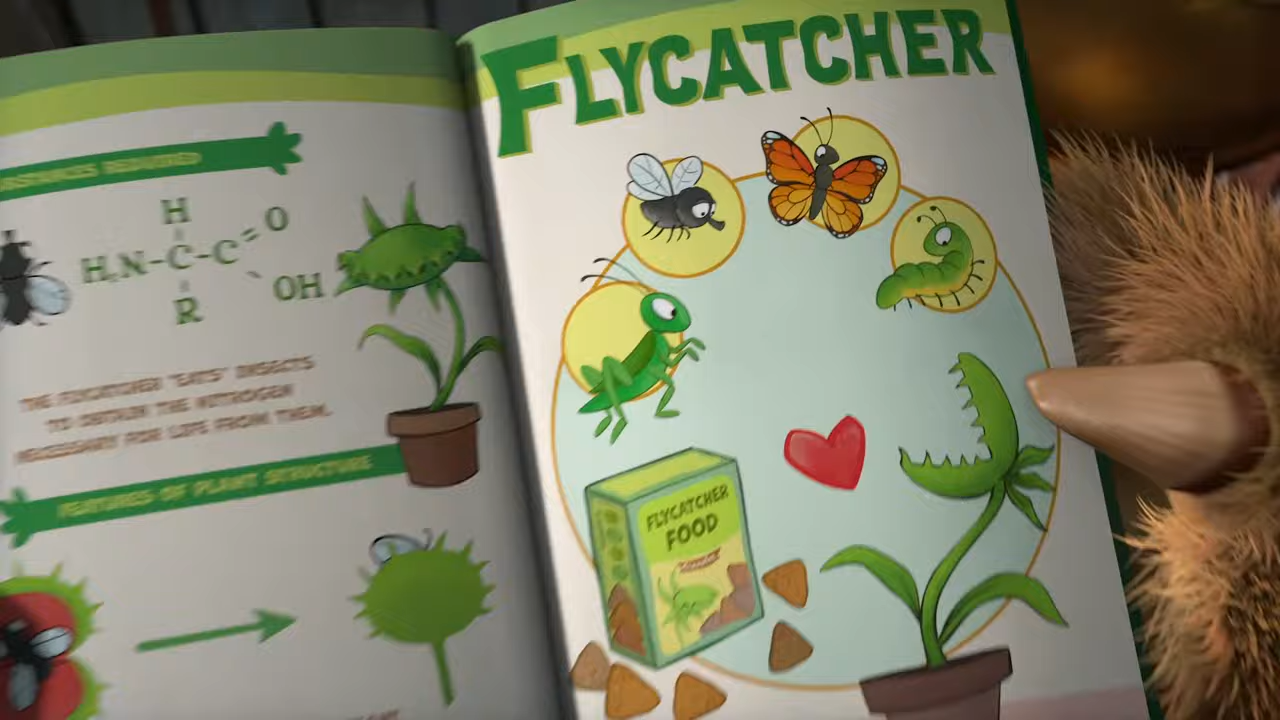 H
H₂N-C-C=O
OH
R
THE FLYCATCHER "EATS" INSECTS
TO OBTAIN THE NITROGEN
NECESSARY FOR LIFE FROM THEM.
FEATURES OF PLANT STRUCTURE
FLYCATCHER
FLYCATCHER
FOOD